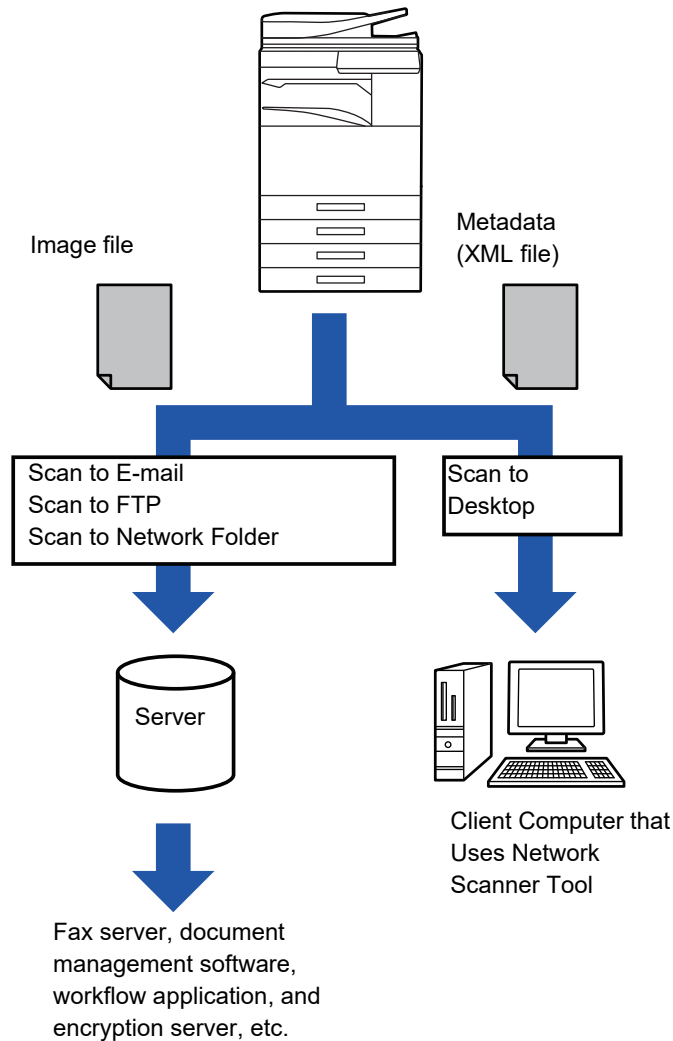 Image file
Metadata
(XML file)
Scan to E-mail
Scan to FTP
Scan to Network Folder
Scan to
Desktop
Server
Client Computer that
Uses Network
Scanner Tool
Fax server, document
management software,
workflow application, and
encryption server, etc.